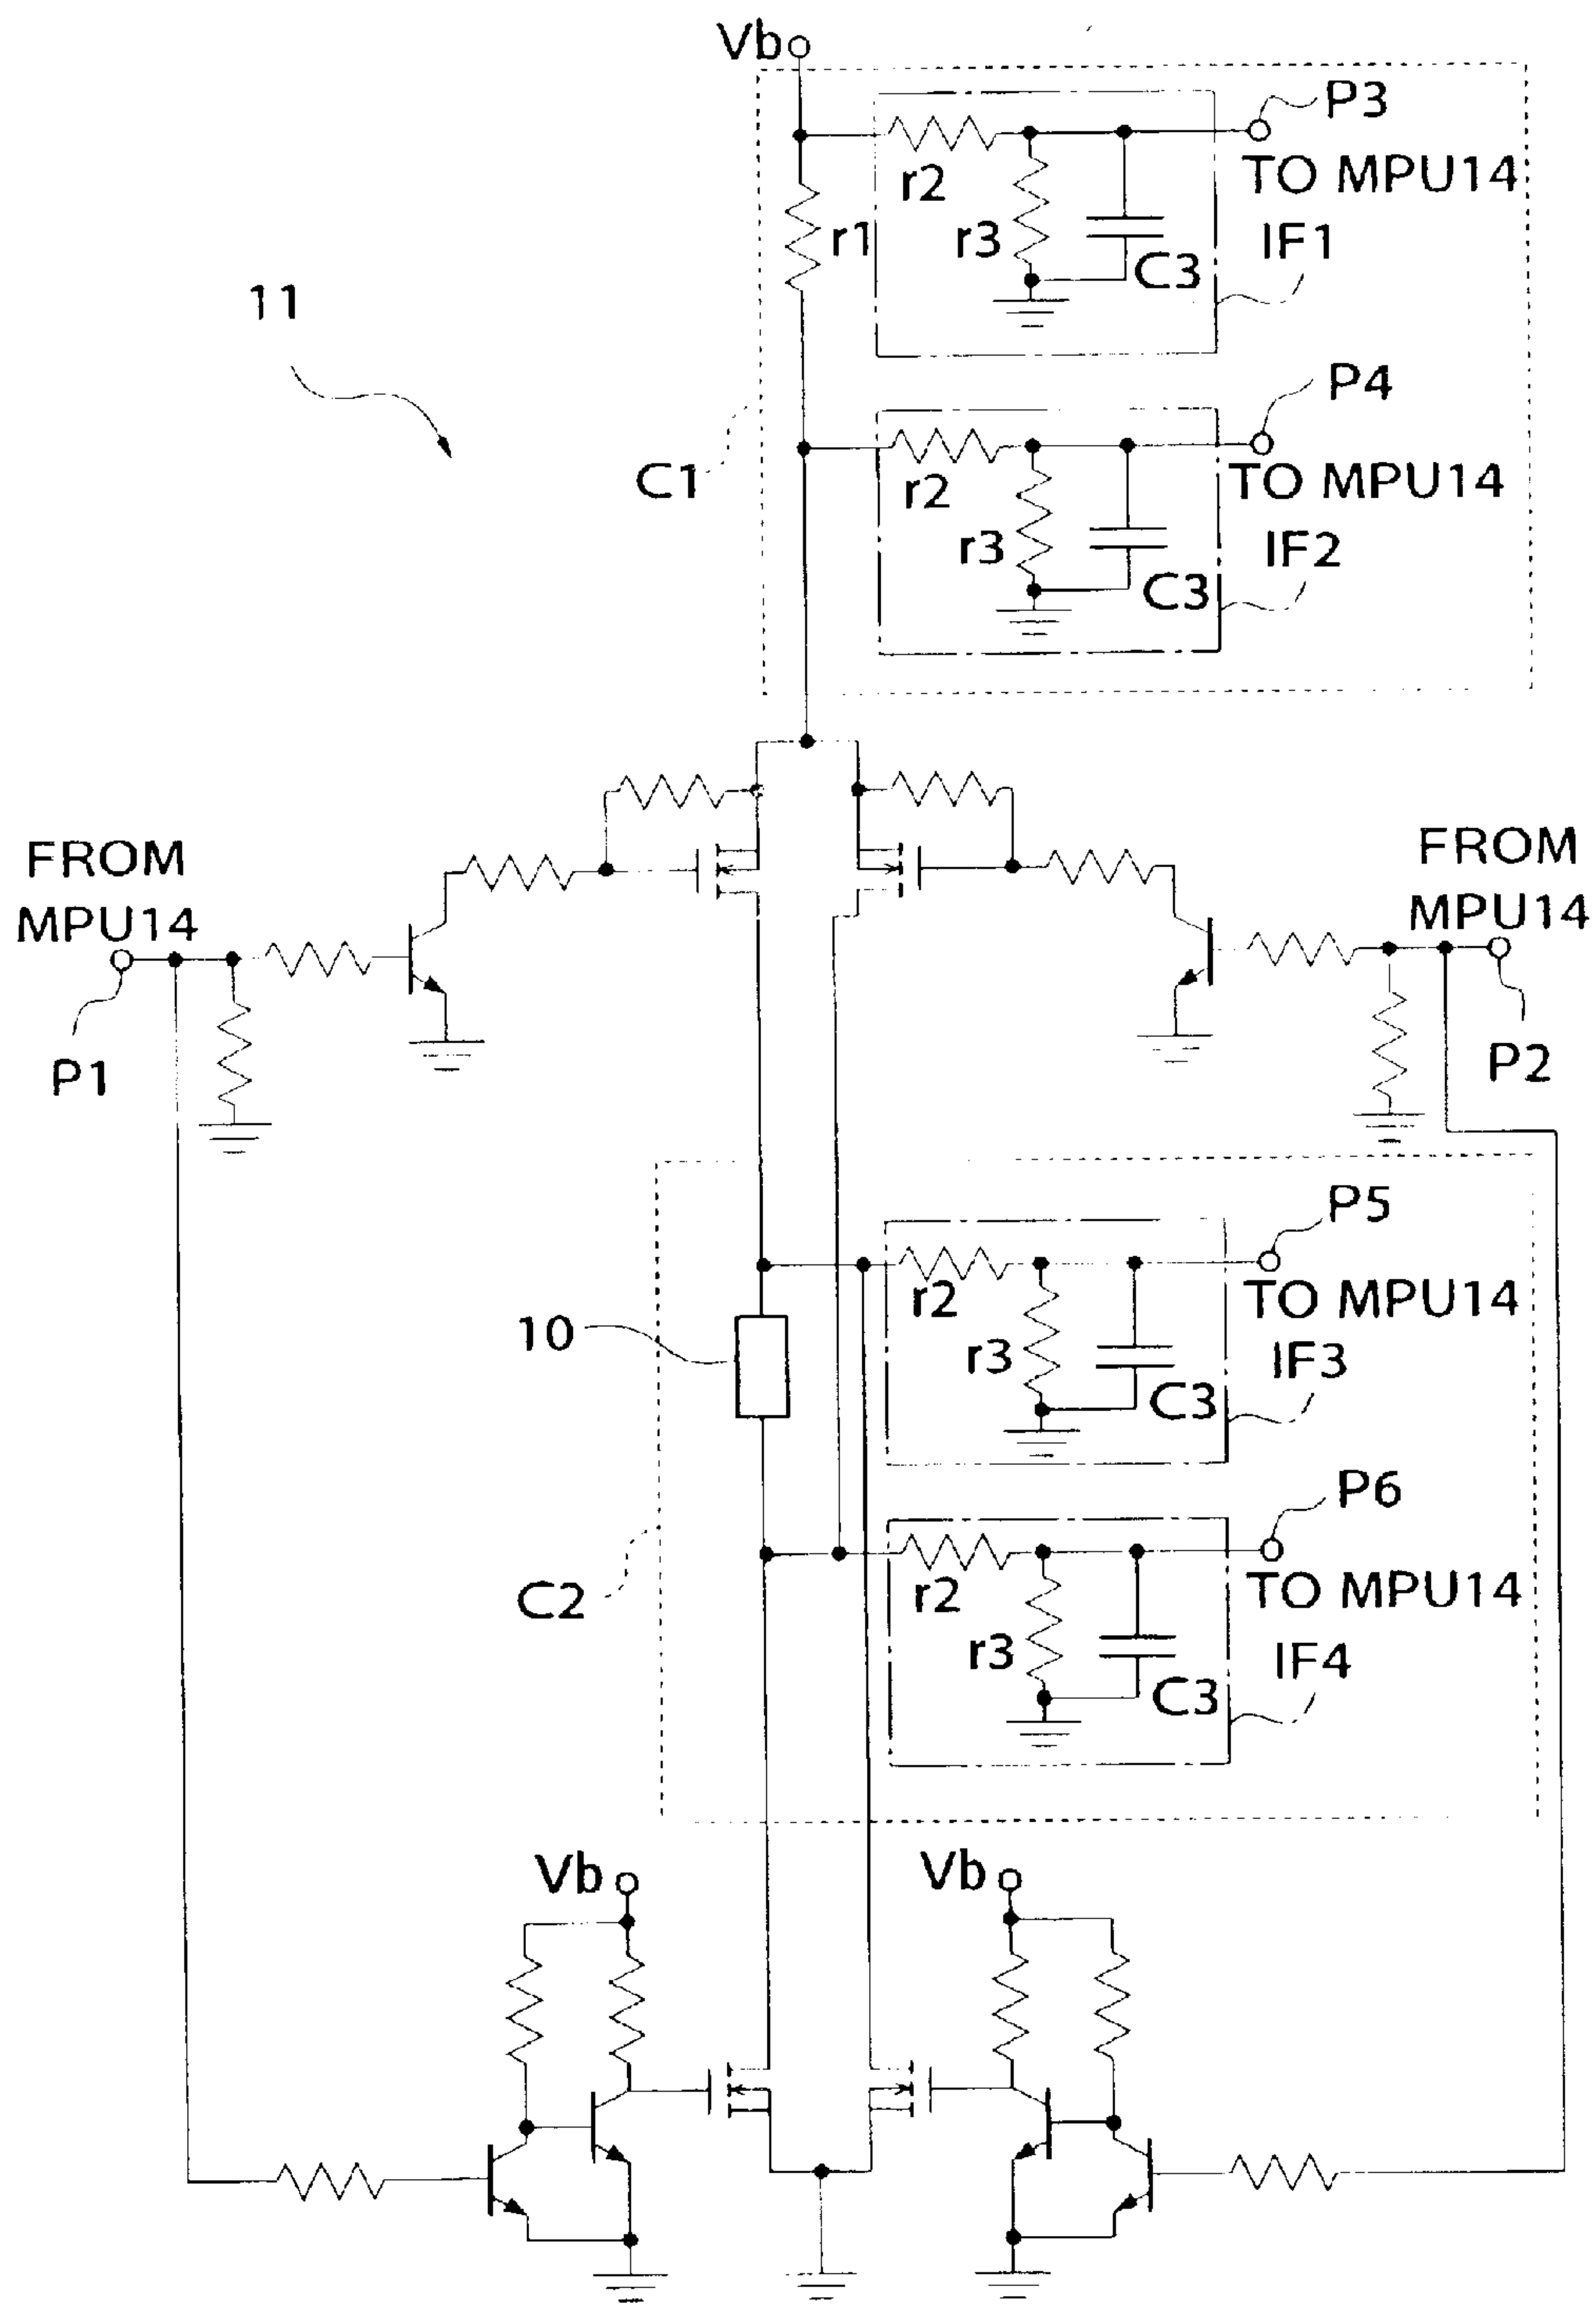 Vb
P3
TO MPU14
r2
r1
r3
C3
IF1
11
P4
C1
TO MPU14
r2
r3
C3
IF2
FROM
MPU14
P1
FROM
MPU14
P2
P5
TO MPU14
r2
10
r3
C3
IF3
P6
TO MPU14
C2
r2
r3
C3
IF4
Vb
Vb